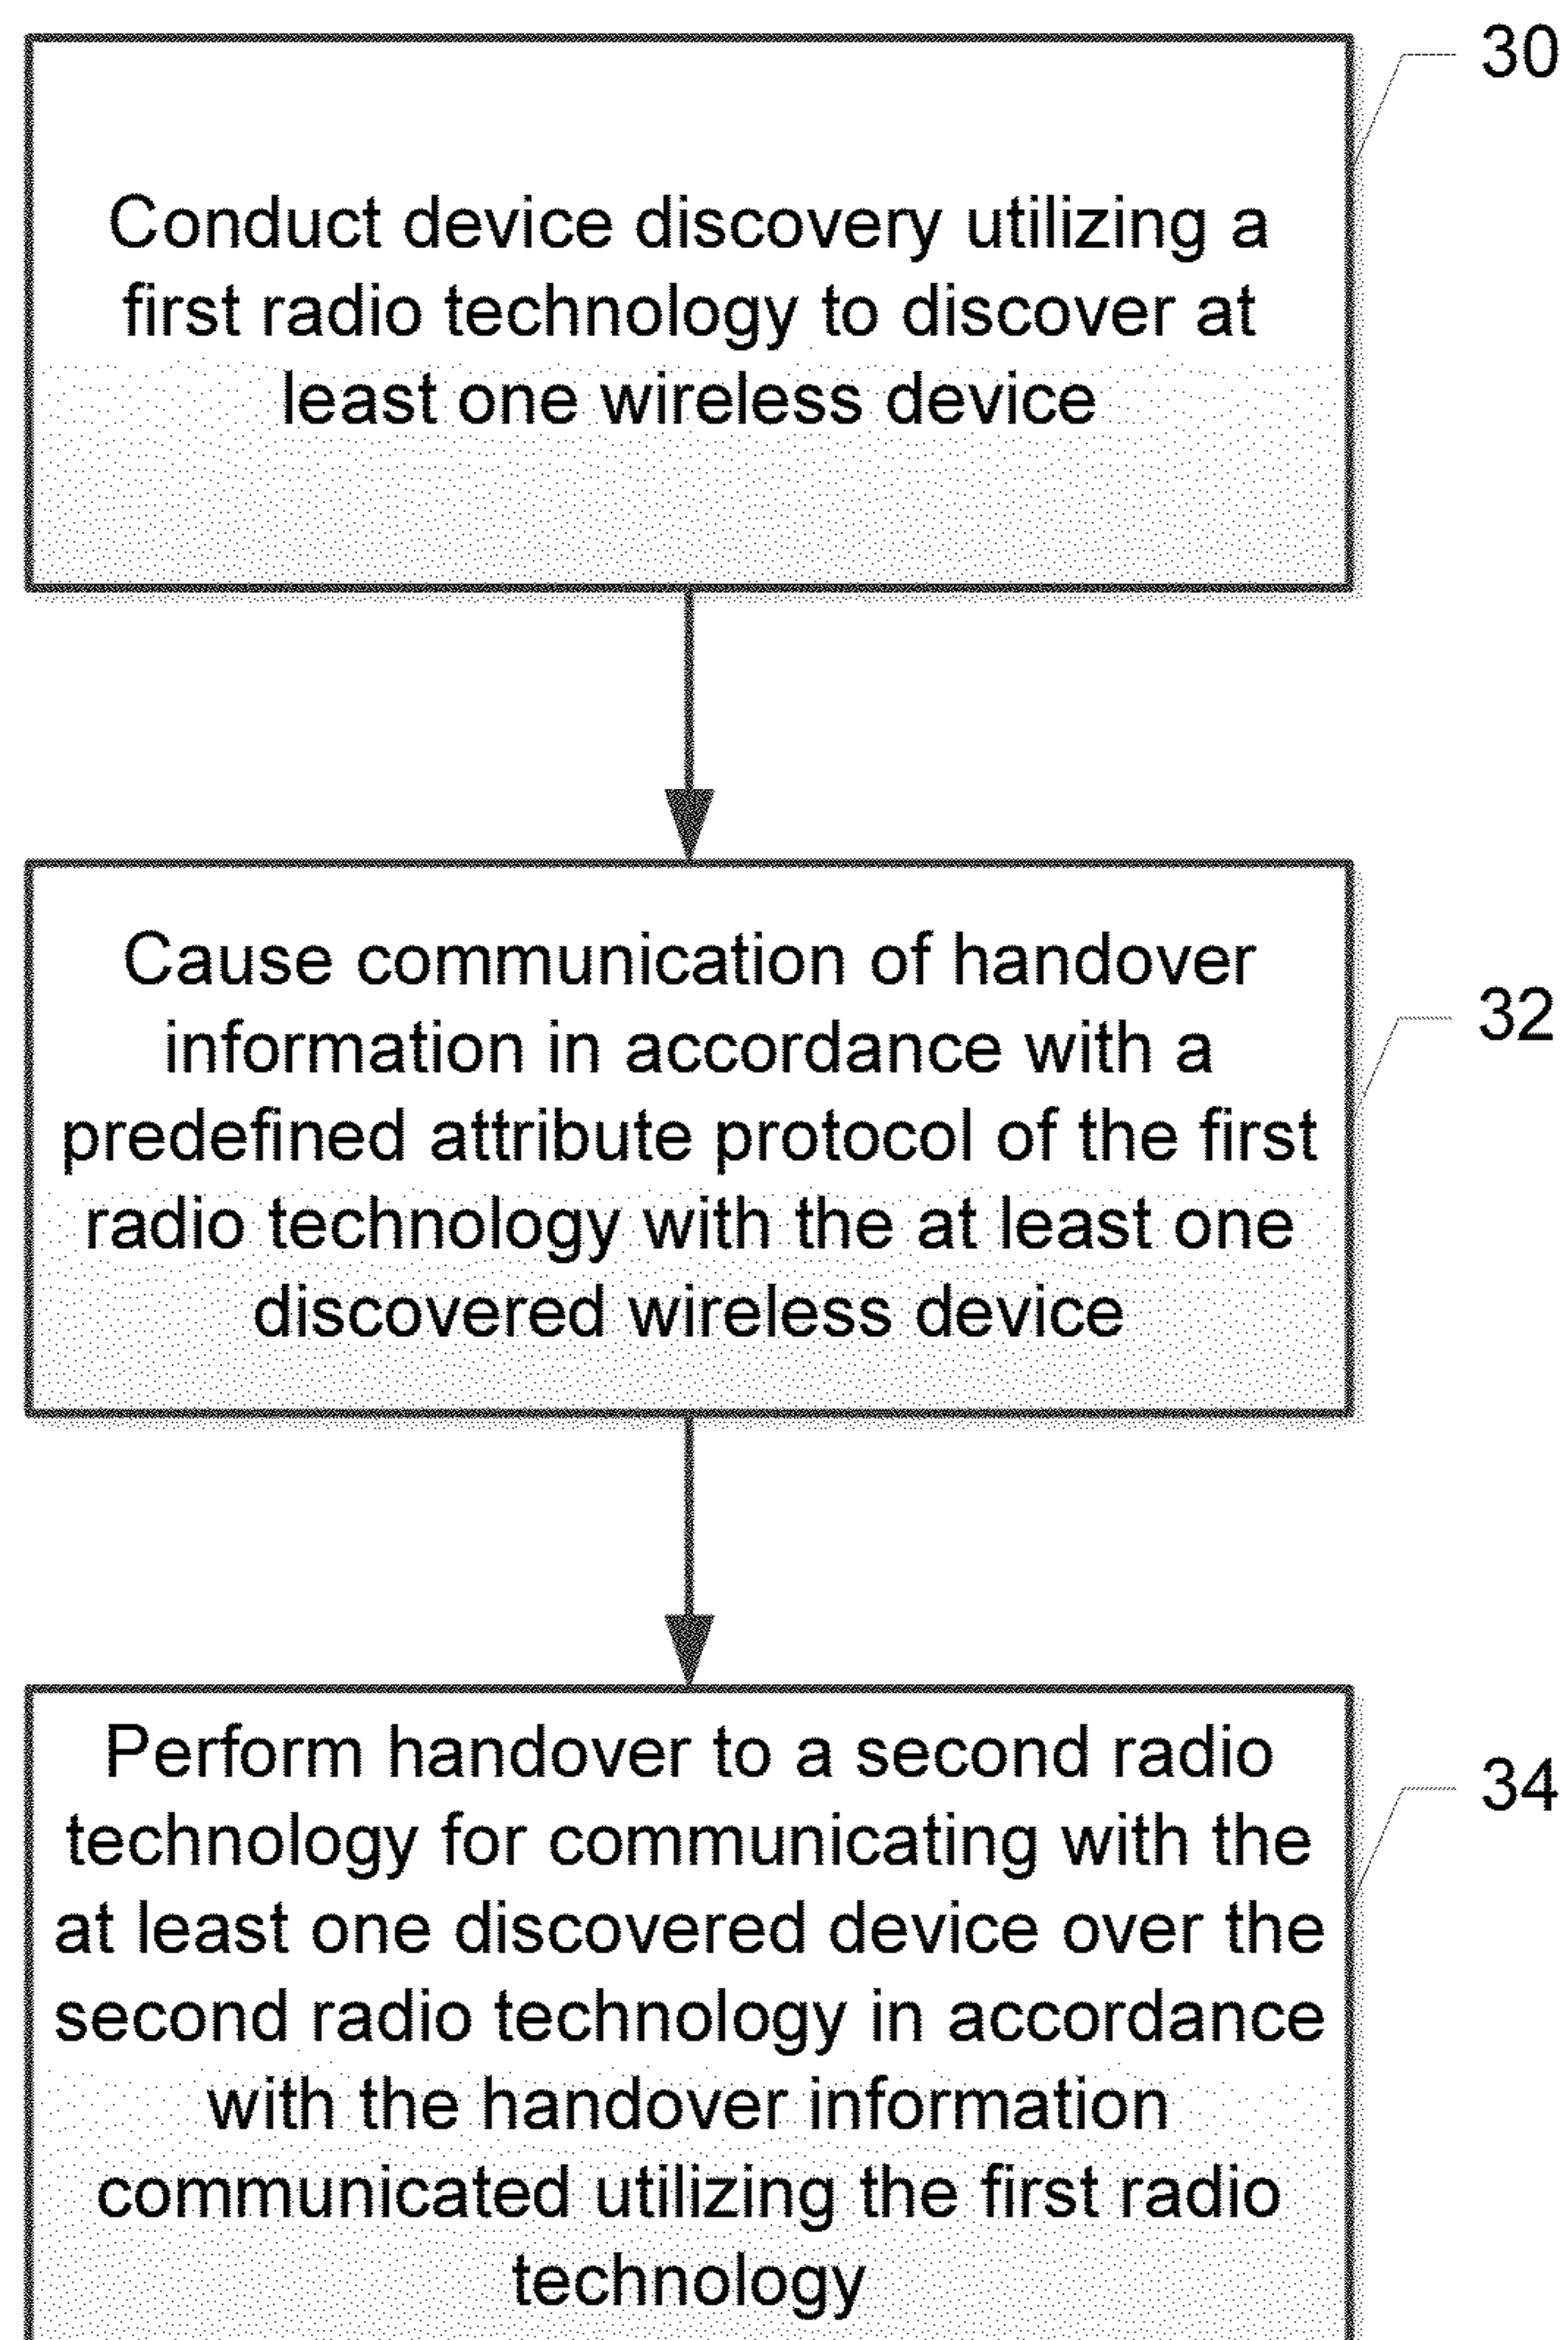 30
Conduct device discovery utilizing a
first radio technology to discover at
least one wireless device
Cause communication of handover
information in accordance with a
predefined attribute protocol of the first
radio technology with the at least one
discovered wireless device
32
Perform handover to a second radio
technology for communicating with the
at least one discovered device over the
second radio technology in accordance
with the handover information
communicated utilizing the first radio
technology
34